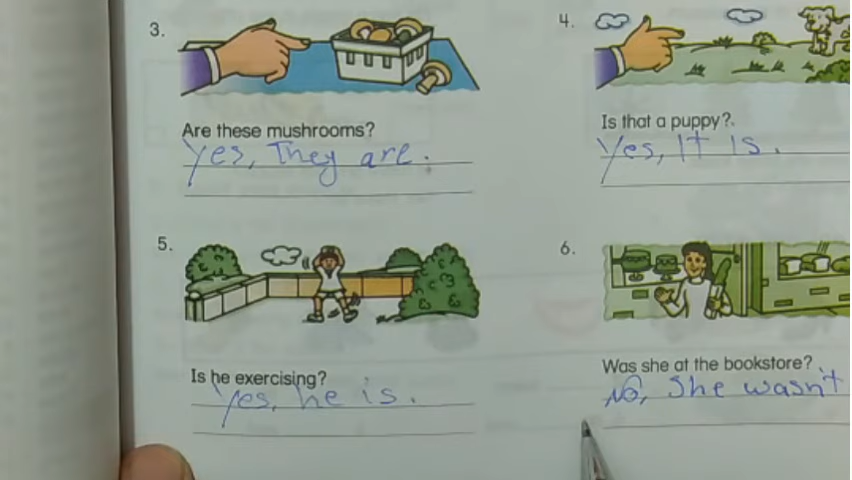 3.
4.
Are these mushrooms?
Yes, They are.
Is that a puppy?.
Yes, It is.
5.
6.
Is he exercising?
Yes, he is.
Was she at the bookstore?
No, She wasn't